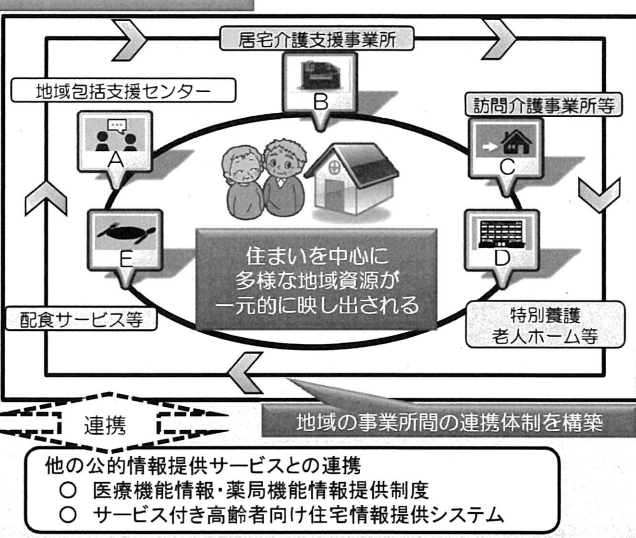 居宅介護支援事業所
B
地域包括支援センター
A
訪問介護事業所等
C
E
D
住まいを中心に
多様な地域資源が
一元的に映し出される
配食サービス等
特別養護
老人ホーム等
連携
地域の事業所間の連携体制を構築
他の公的情報提供サービスとの連携
○ 医療機能情報・薬局機能情報提供制度
○ サービス付き高齢者向け住宅情報提供システム